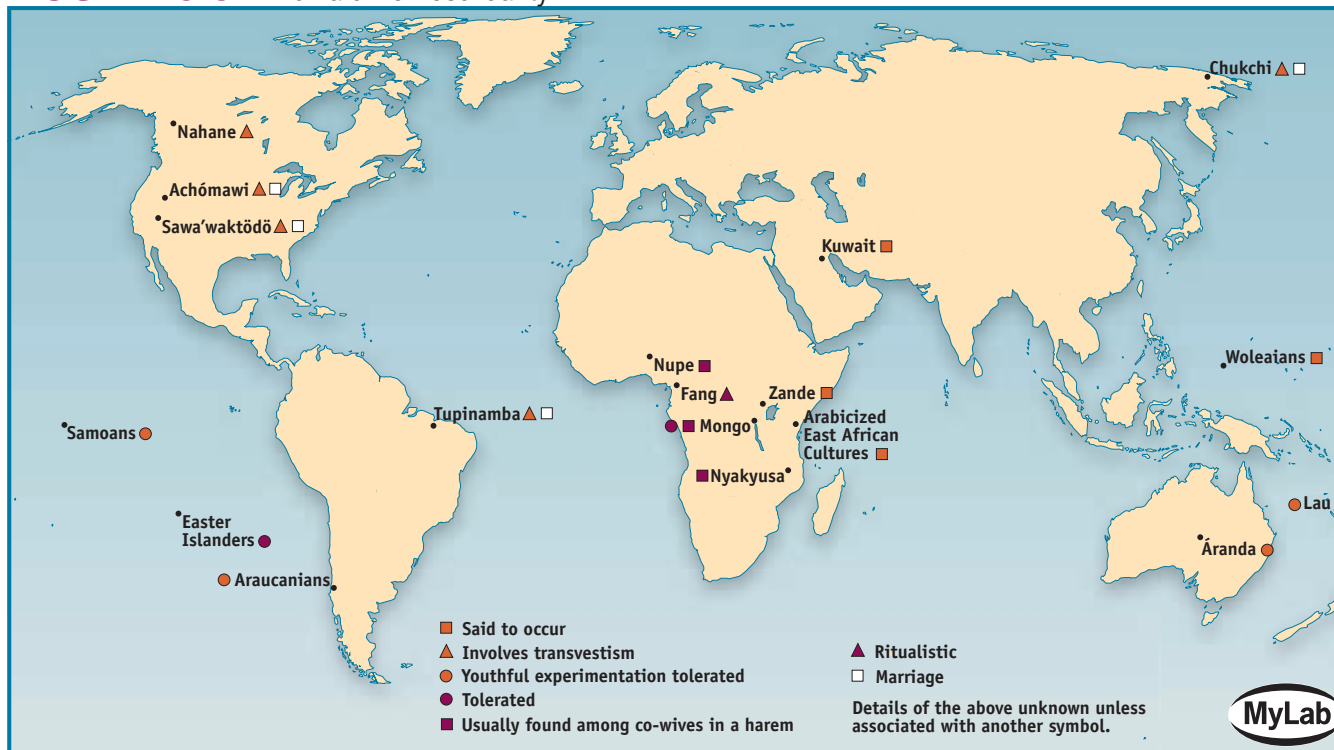 Chukchi
Nahane
Achómawi
Sawa'waktödö
Kuwait
Nupe
Fang
Zande
Woleaians
Tupinamba
Mongo
Arabicized
East African
Cultures
Samoans
Nyakyusa
Lau
Easter
Islanders
Áranda
Araucanians
Said to occur
Involves transvestism
Youthful experimentation tolerated
Tolerated
Usually found among co-wives in a harem
Ritualistic
Marriage
Details of the above unknown unless
associated with another symbol.
MyLab